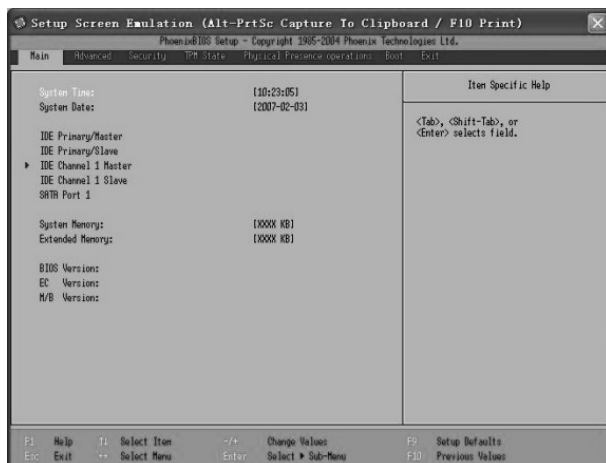 Setup Screen Emulation (Alt-PrtSc Capture To Clipboard / F10 Print)
PhoenixBIOS Setup - Copyright 1985-2004 Phoenix Technologies Ltd.
Main Advanced Security TPM State Physical Presence operations Boot Exit
Item Specific Help
System Time: [10:23:05]
System Date: [2007-02-03]
<Tab>, <Shift-Tab>, or
<Enter> selects field.
IDE Primary/Master
IDE Primary/Slave
IDE Channel 1 Master
IDE Channel 1 Slave
SATA Port 1
System Memory: [XXXX KB]
Extended Memory: [XXXX KB]
BIOS Version:
EC Version:
M/B Version:
F1 Help ↑↓ Select Item -/+ Change Values F9 Setup Defaults
Esc Exit ↔ Select Menu Enter Select ▶ Sub-Menu F10 Previous Values